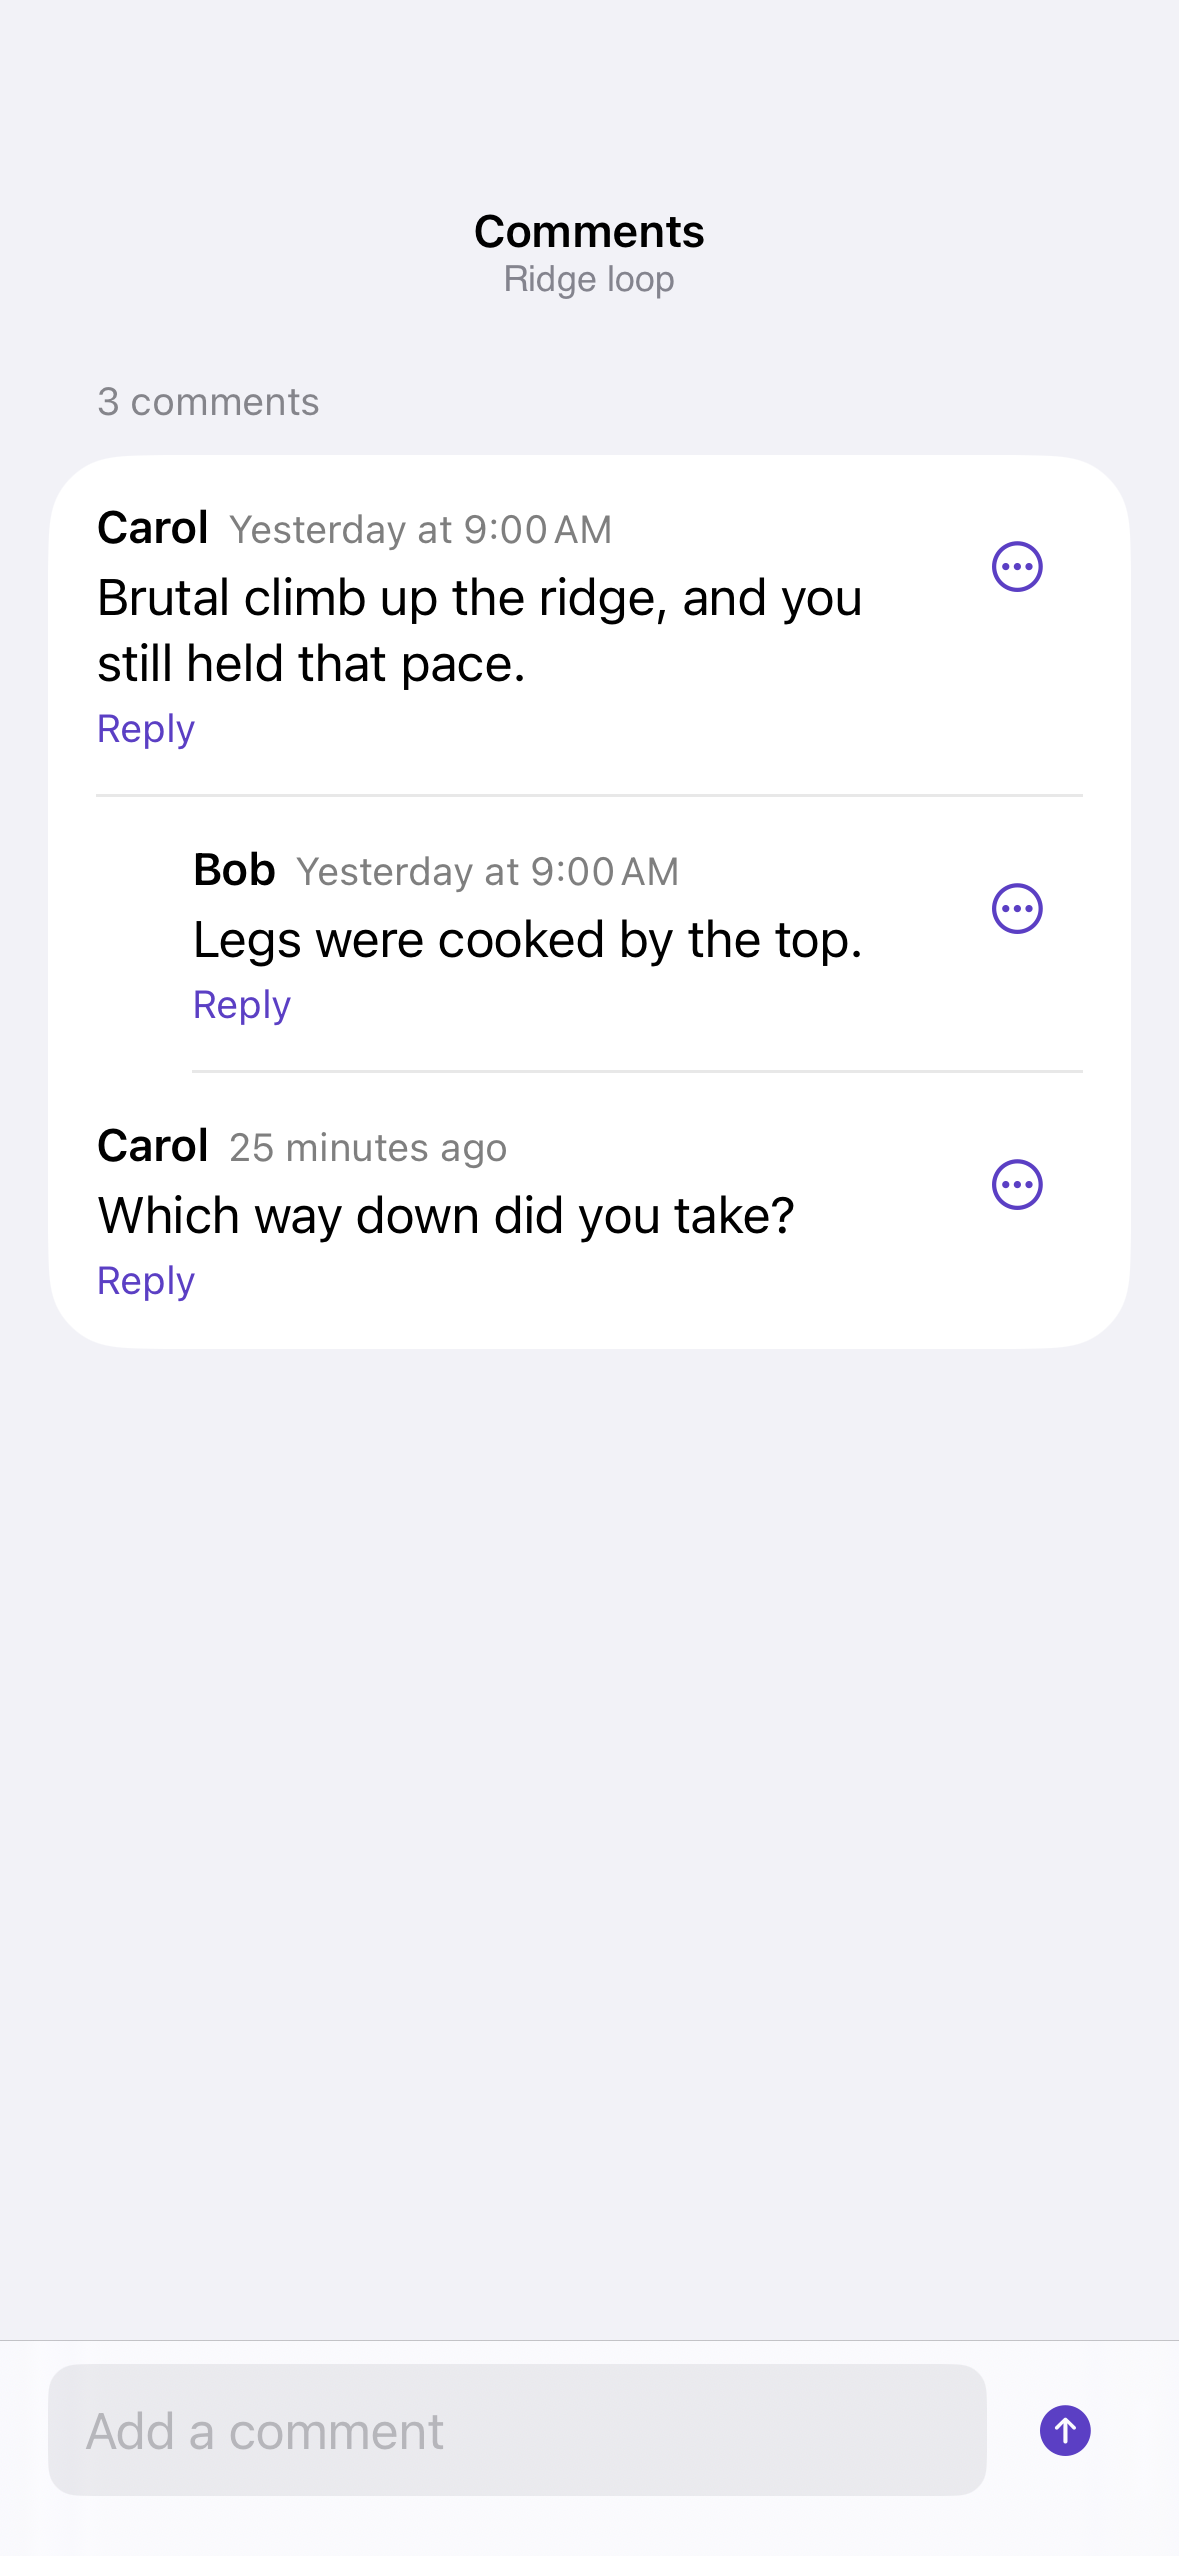 Comments
Ridge loop
3 comments
Carol Yesterday at 9:00 AM
Brutal climb up the ridge, and you
still held that pace.
Reply
Bob Yesterday at 9:00 AM
Legs were cooked by the top.
Reply
Carol 25 minutes ago
Which way down did you take?
Reply
Add a comment